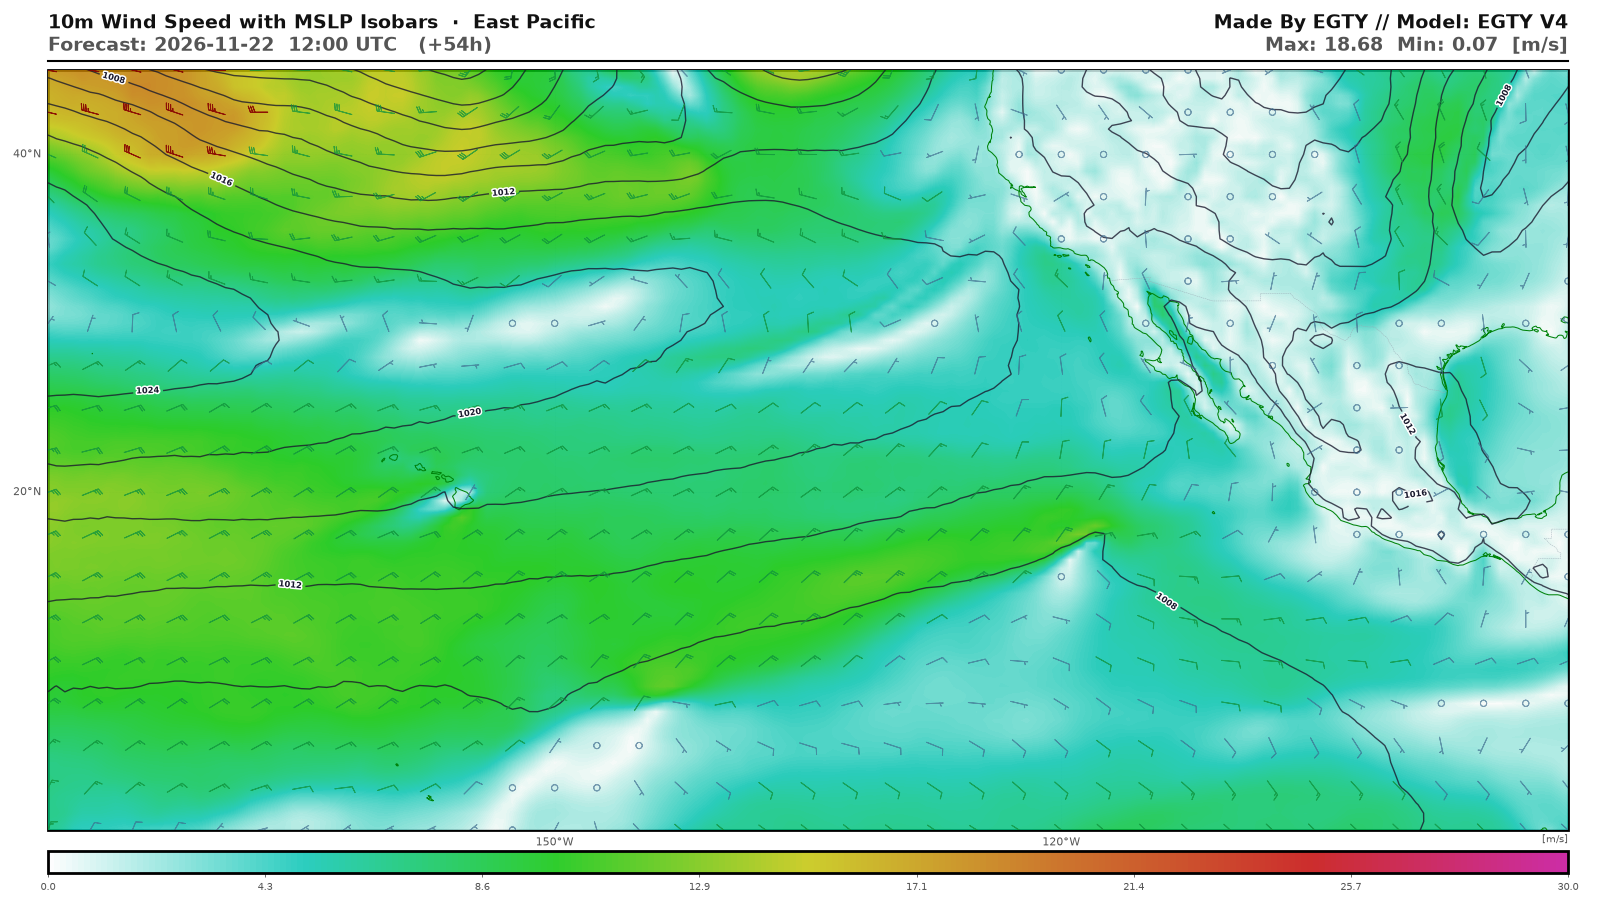 10m Wind Speed with MSLP Isobars · East Pacific
Made By EGTY // Model: EGTY V4
Forecast: 2026-11-22 12:00 UTC (+54h)
Max: 18.68 Min: 0.07 [m/s]
1008
1008
40°N
1016
1012
1024
1020
1012
20°N
1016
1012
1008
150°W
120°W
[m/s]
0.0
4.3
8.6
12.9
17.1
21.4
25.7
30.0